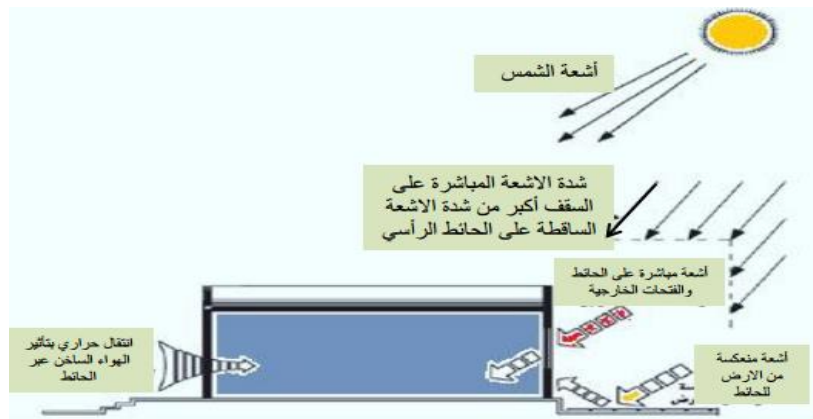 أشعة الشمس
شدة الاشعة المباشرة على
السقف أكبر من شدة الاشعة
الساقطة على الحائط الرأسي
أشعة مباشرة على الحائط
والفتحات الخارجية
انتقال حراري بتأثير
الهواء الساخن عبر
الحائط
أشعة منعكسة
من الارض
للحائط